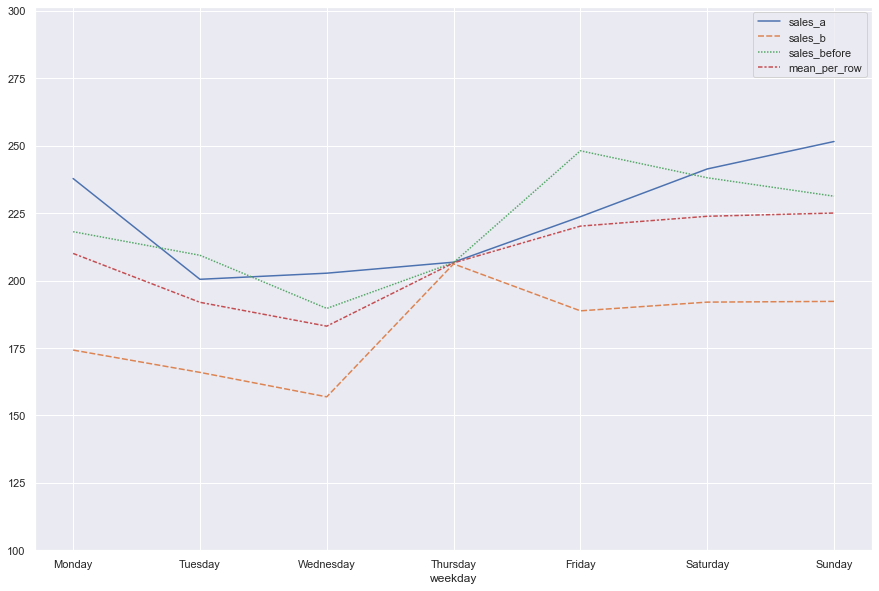 300
275
250
225
200
175
150
125
100
sales_a
sales_b
sales_before
mean_per_row
Monday Tuesday Wednesday Thursday Friday Saturday Sunday
weekday